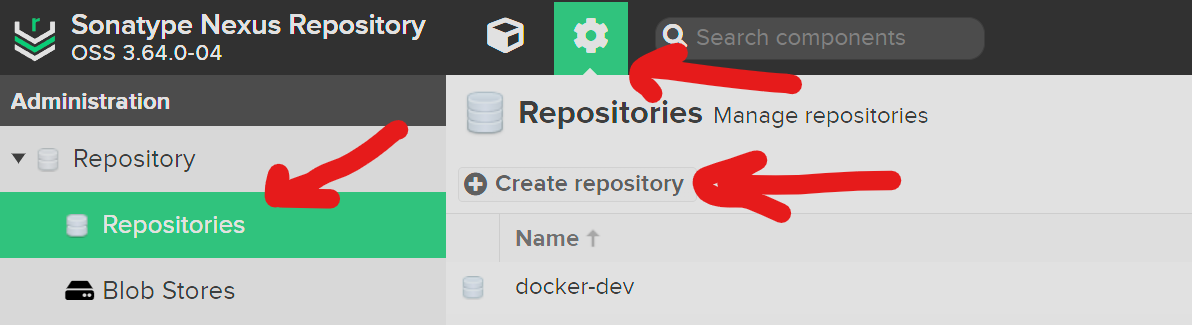 Sonatype Nexus Repository
OSS 3.64.0-04
Search components
Administration
Repository
Repositories
Blob Stores
Repositories Manage repositories
Create repository
Name
docker-dev